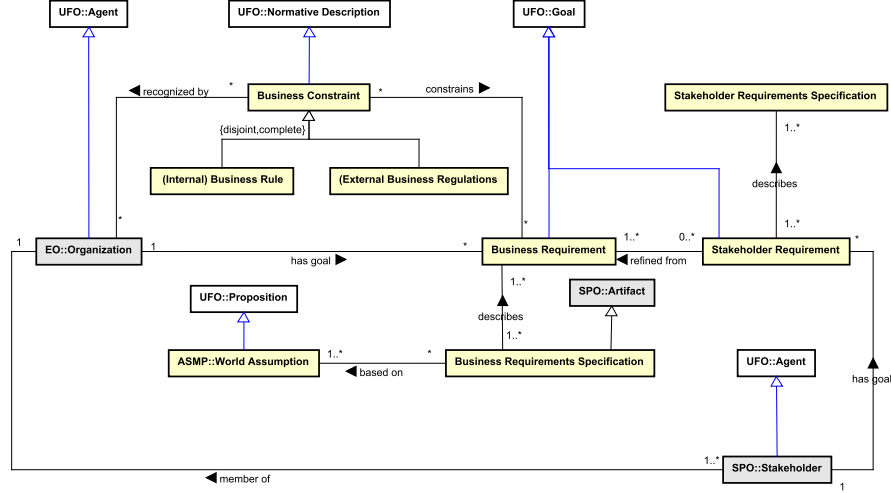 UFO::Agent
UFO::Normative Description
UFO::Goal
recognized by
*
Business Constraint
*
constrains
Stakeholder Requirements Specification
{disjoint,complete}
1..*
(Internal) Business Rule
(External Business Regulations
describes
*
*
1..*
1
EO::Organization
1
has goal
*
Business Requirement
1..*
0..*
refined from
Stakeholder Requirement
*
1..*
UFO::Proposition
SPO::Artifact
describes
1..*
ASMP::World Assumption
1..*
based on
*
Business Requirements Specification
UFO::Agent
has goal
1..*
SPO::Stakeholder
member of
1